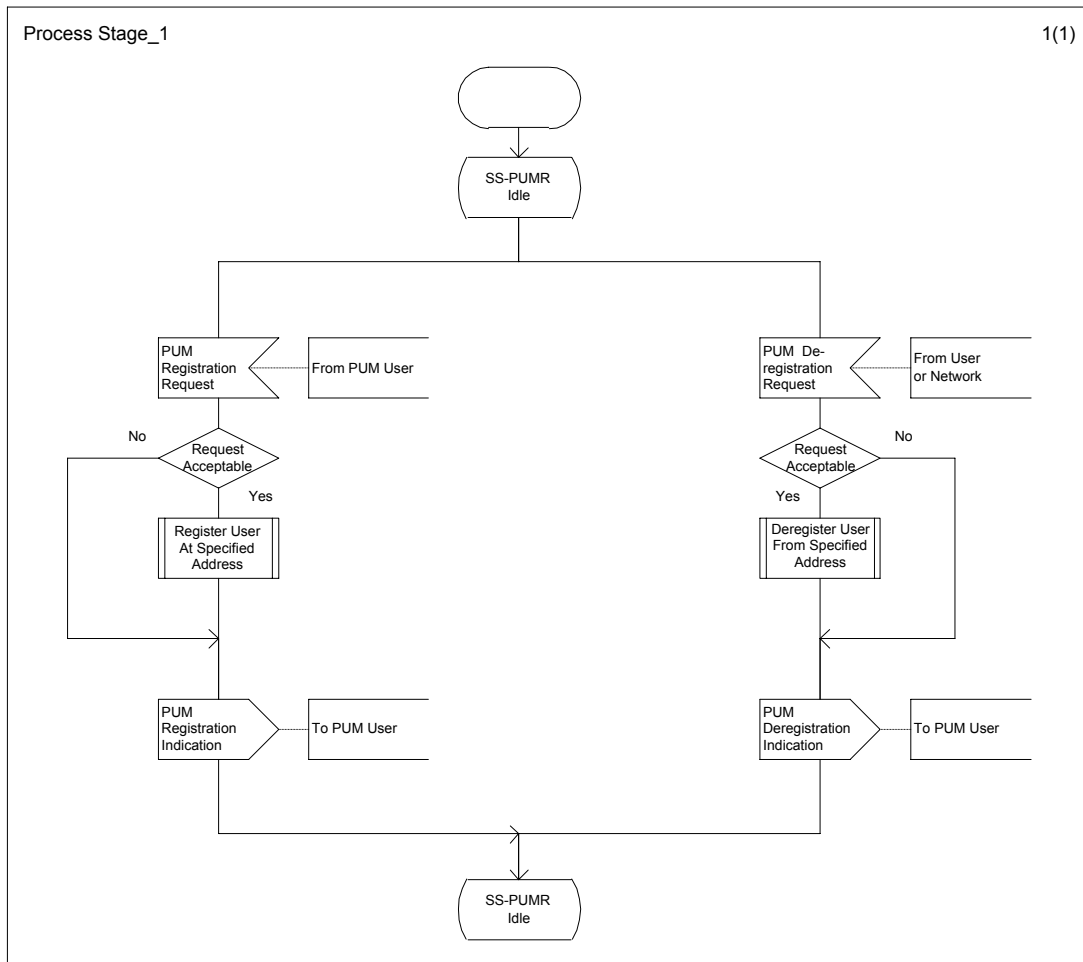 Process Stage_1
1(1)
SS-PUMR
Idle
PUM
Registration
Request
From PUM User
PUM De-
registration
Request
From User
or Network
No
Request
Acceptable
Yes
Request
Acceptable
No
Yes
Register User
At Specified
Address
Deregister User
From Specified
Address
PUM
Registration
Indication
To PUM User
PUM
Deregistration
Indication
To PUM User
SS-PUMR
Idle